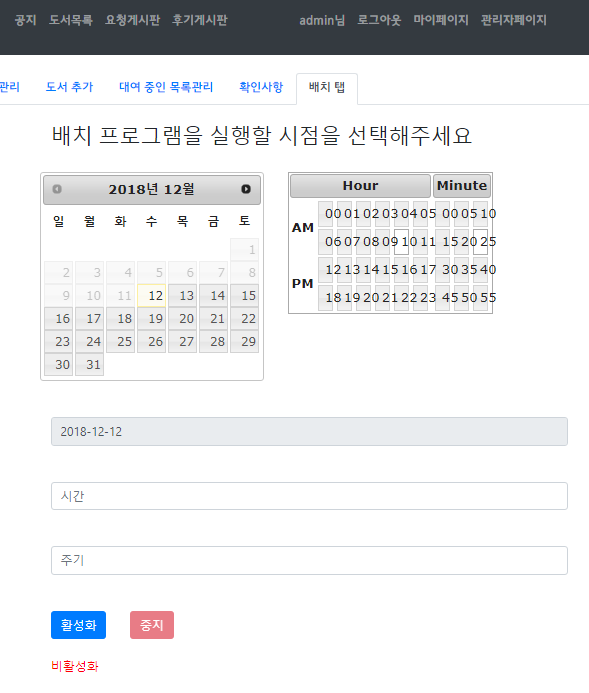 공지 도서목록 요청게시판 후기게시판 admin님 로그아웃 마이페이지 관리자페이지
관리 도서 추가 대여 중인 목록관리 확인사항 배치 탭
배치 프로그램을 실행할 시점을 선택해주세요
2018년 12월
일 월 화 수 목 금 토
1
2 3 4 5 6 7 8
9 10 11 12 13 14 15
16 17 18 19 20 21 22
23 24 25 26 27 28 29
30 31
Hour Minute
AM
00 01 02 03 04 05 00 05 10
06 07 08 09 10 11 15 20 25
PM
12 13 14 15 16 17 30 35 40
18 19 20 21 22 23 45 50 55
2018-12-12
시간
주기
활성화 중지
비활성화